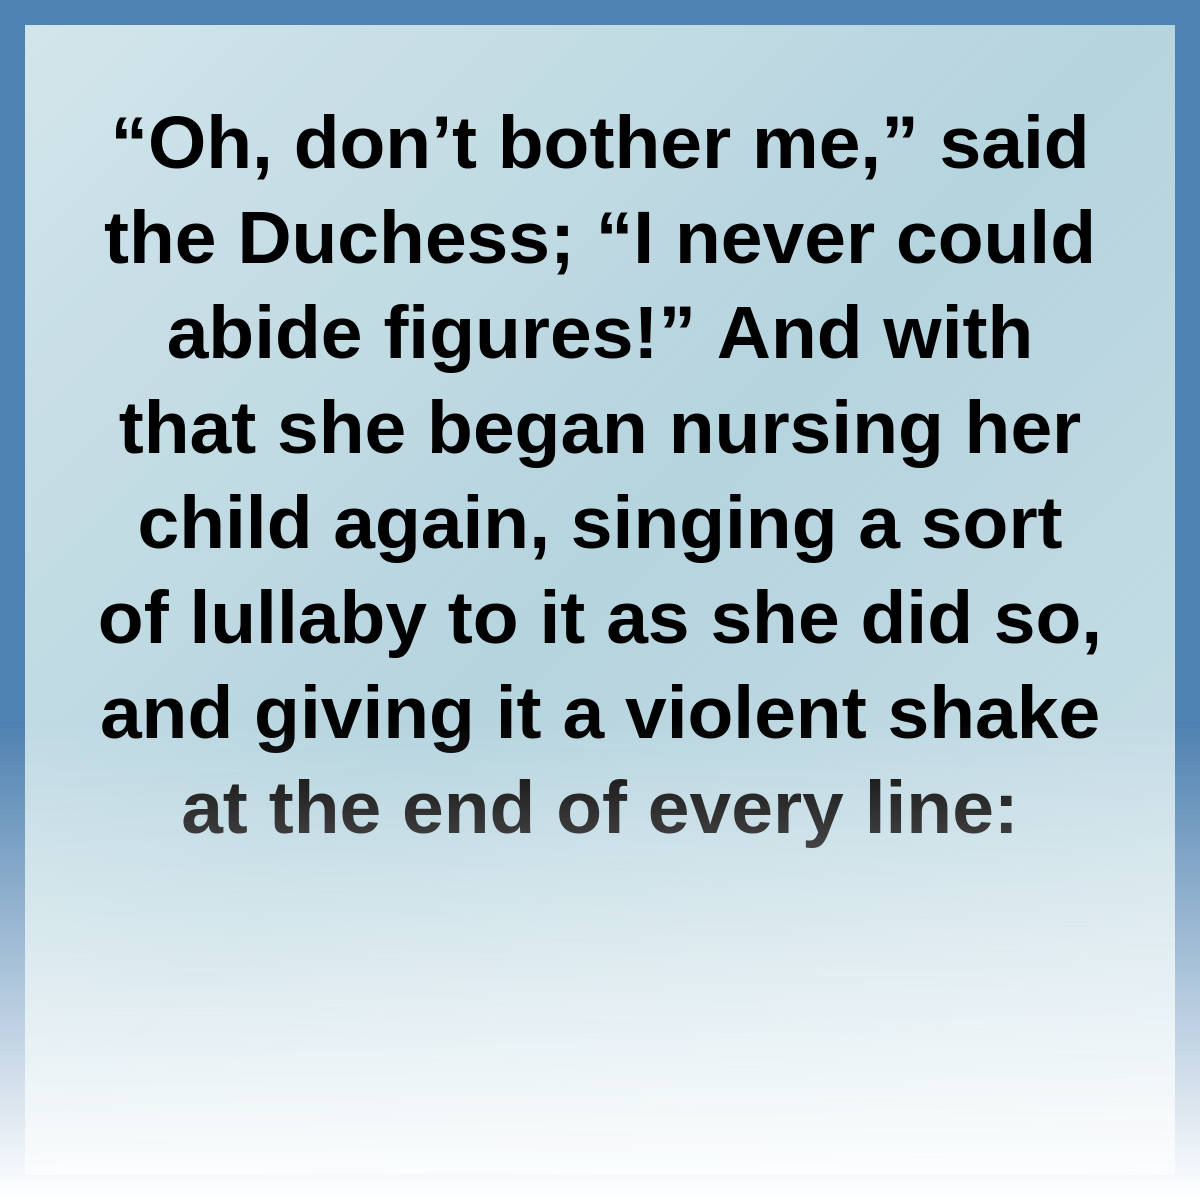 “Oh, don’t bother me,” said
the Duchess; “I never could
abide figures!” And with
that she began nursing her
child again, singing a sort
of lullaby to it as she did so,
and giving it a violent shake
at the end of every line: